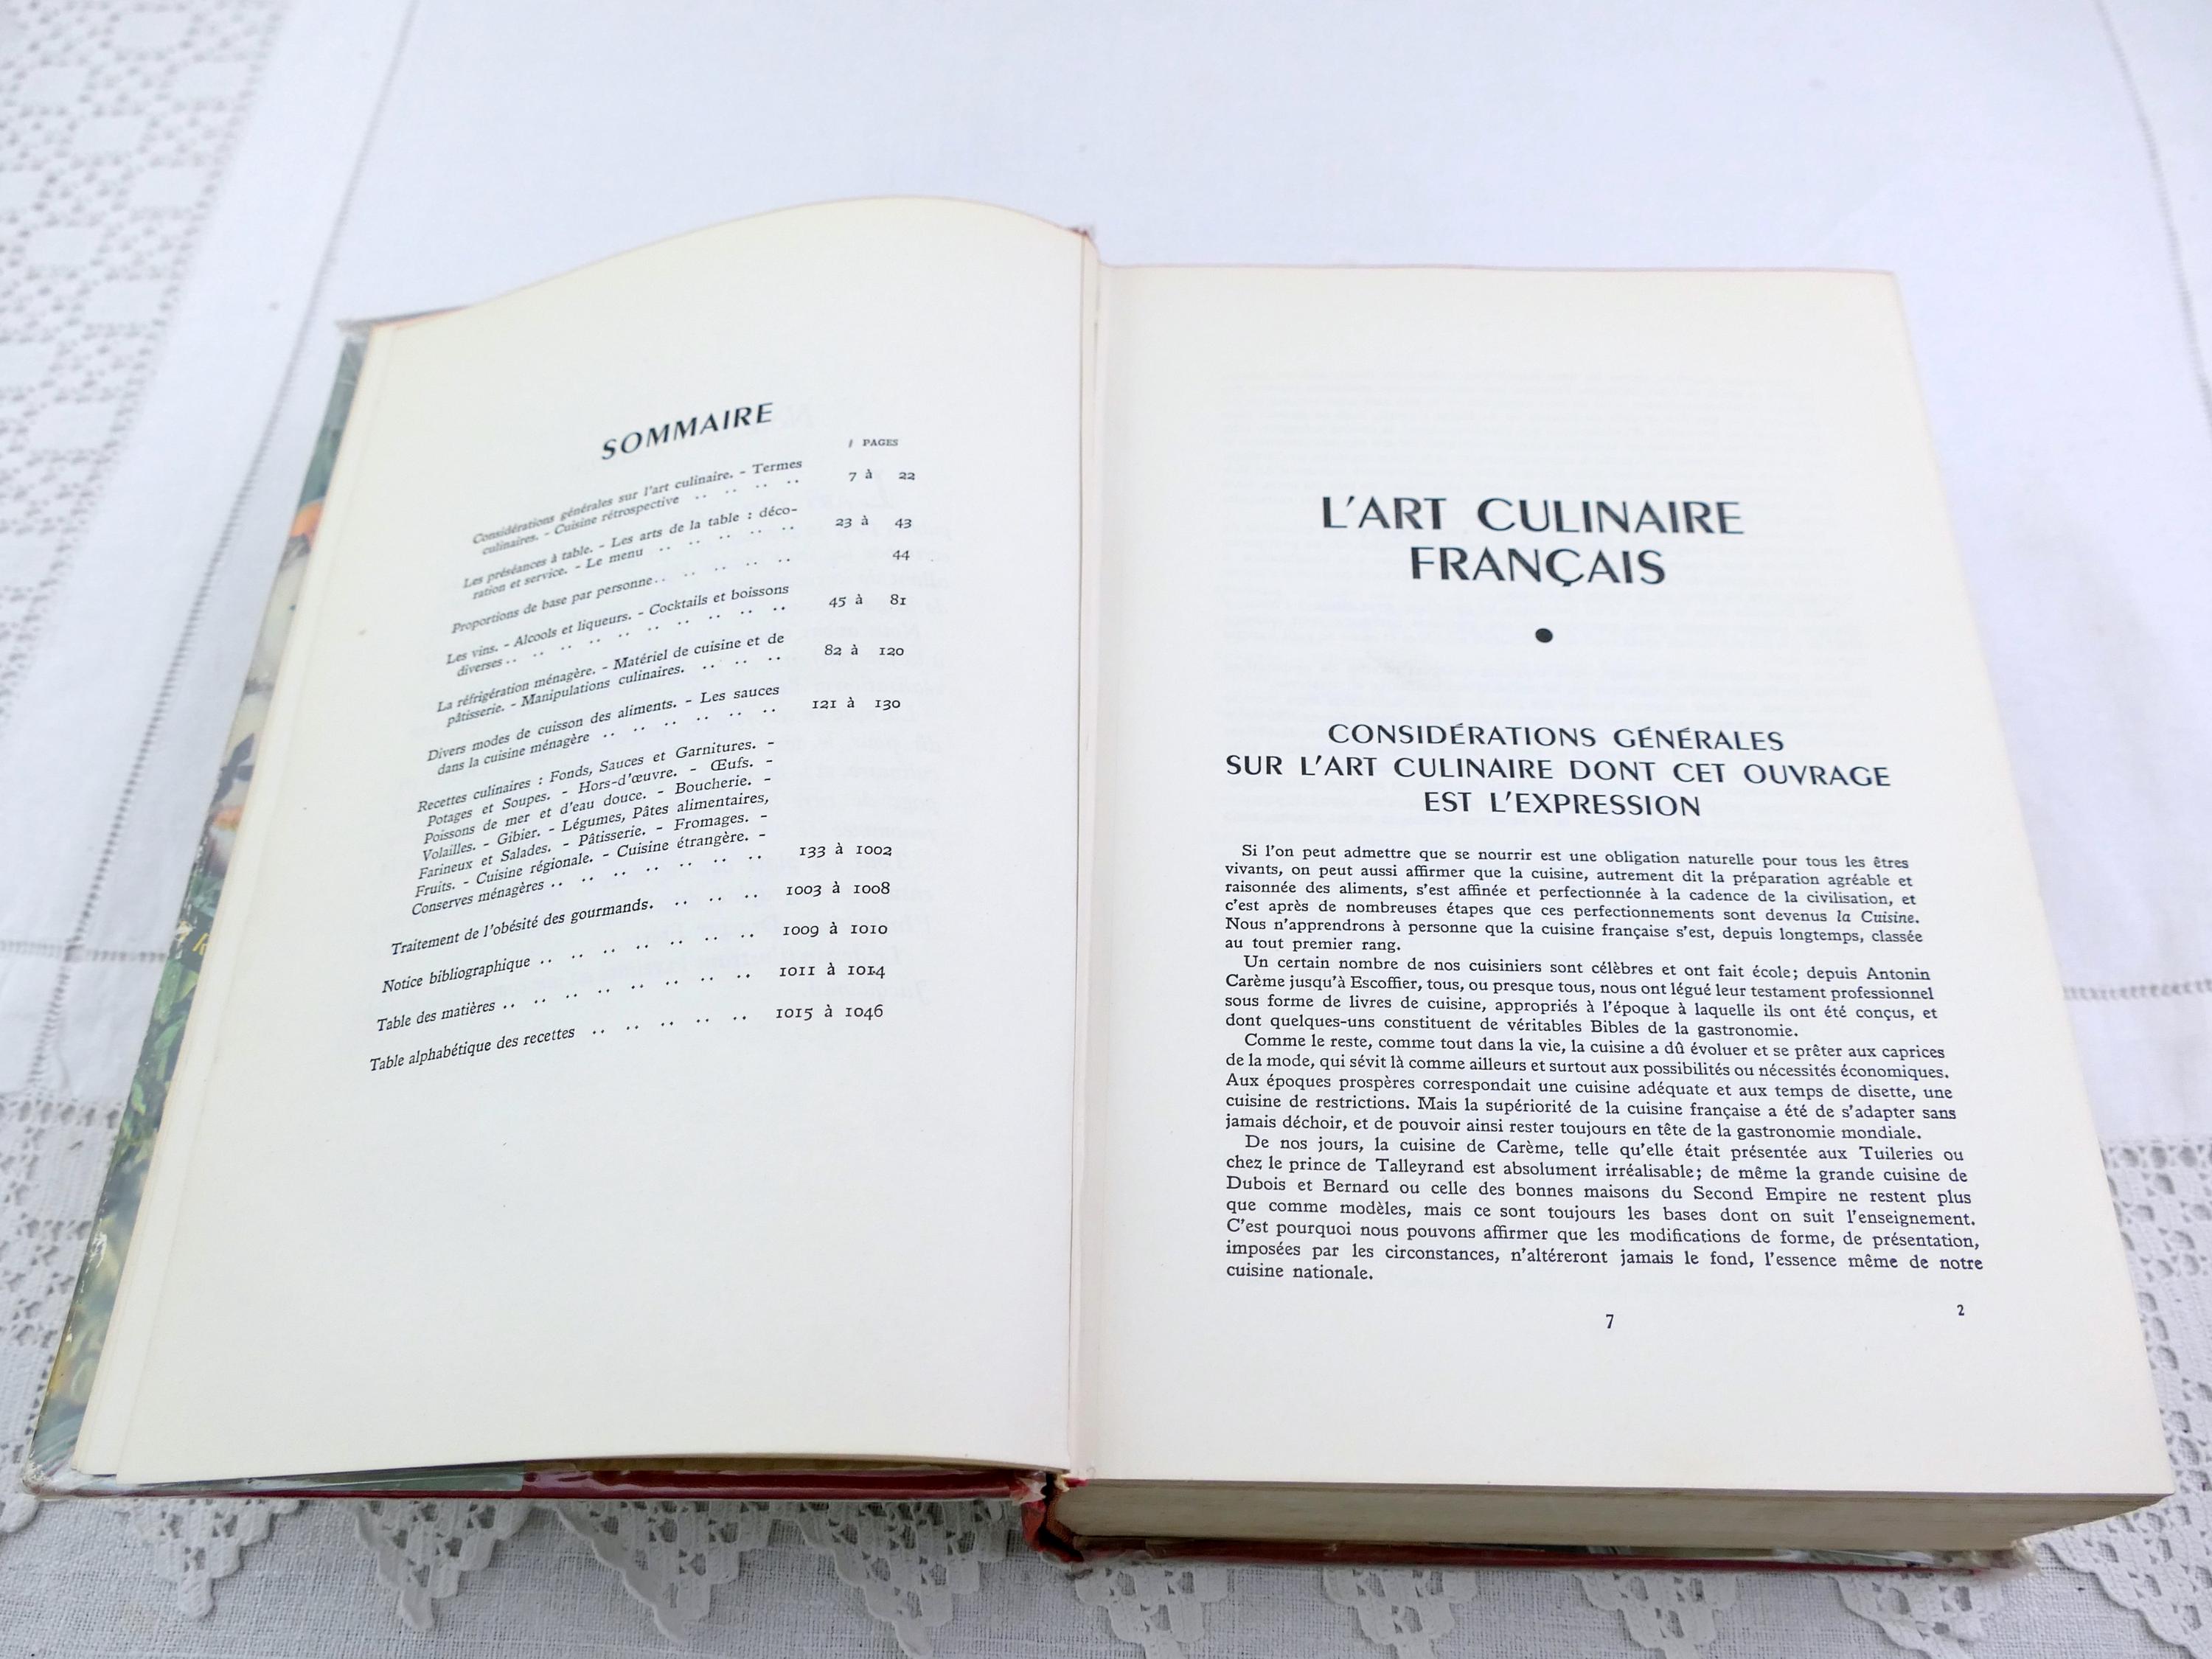 SOMMAIRE
PAGES
Considérations générales sur l'art culinaire. - Termes
culinaires. - Cuisine rétrospective .. .. .. .. 7 à 22
Les préséances à table. - Les arts de la table : déco-
ration et service. - Le menu .. .. .. .. .. 23 à 43
Proportions de base par personne.. .. .. .. .. 44
Les vins. - Alcools et liqueurs. - Cocktails et boissons
diverses .. .. .. .. .. .. .. .. .. 45 à 81
La réfrigération ménagère. - Matériel de cuisine et de
pâtisserie. - Manipulations culinaires. .. .. .. 82 à 120
Divers modes de cuisson des aliments. - Les sauces
dans la cuisine ménagère .. .. .. .. .. .. 121 à 130
Recettes culinaires : Fonds, Sauces et Garnitures. -
Potages et Soupes. - Hors-d'œuvre. - Œufs. -
Poissons de mer et d'eau douce. - Boucherie. -
Volailles. - Gibier. - Légumes, Pâtes alimentaires,
Farineux et Salades. - Pâtisserie. - Fromages. -
Fruits. - Cuisine régionale. - Cuisine étrangère. -
Conserves ménagères .. .. .. .. .. .. .. 133 à 1002
Traitement de l'obésité des gourmands. .. .. .. 1003 à 1008
Notice bibliographique .. .. .. .. .. .. .. 1009 à 1010
Table des matières .. .. .. .. .. .. .. .. 1011 à 1014
Table alphabétique des recettes .. .. .. .. .. 1015 à 1046
L'ART CULINAIRE
FRANÇAIS
●
CONSIDÉRATIONS GÉNÉRALES
SUR L'ART CULINAIRE DONT CET OUVRAGE
EST L'EXPRESSION
Si l'on peut admettre que se nourrir est une obligation naturelle pour tous les êtres
vivants, on peut aussi affirmer que la cuisine, autrement dit la préparation agréable et
raisonnée des aliments, s'est affinée et perfectionnée à la cadence de la civilisation, et
c'est après de nombreuses étapes que ces perfectionnements sont devenus la Cuisine.
Nous n'apprendrons à personne que la cuisine française s'est, depuis longtemps, classée
au tout premier rang.
Un certain nombre de nos cuisiniers sont célèbres et ont fait école; depuis Antonin
Carème jusqu'à Escoffier, tous, ou presque tous, nous ont légué leur testament professionnel
sous forme de livres de cuisine, appropriés à l'époque à laquelle ils ont été conçus, et
dont quelques-uns constituent de véritables Bibles de la gastronomie.
Comme le reste, comme tout dans la vie, la cuisine a dû évoluer et se prêter aux caprices
de la mode, qui sévit là comme ailleurs et surtout aux possibilités ou nécessités économiques.
Aux époques prospères correspondait une cuisine adéquate et aux temps de disette, une
cuisine de restrictions. Mais la supériorité de la cuisine française a été de s'adapter sans
jamais déchoir, et de pouvoir ainsi rester toujours en tête de la gastronomie mondiale.
De nos jours, la cuisine de Carème, telle qu'elle était présentée aux Tuileries ou
chez le prince de Talleyrand est absolument irréalisable; de même la grande cuisine de
Dubois et Bernard ou celle des bonnes maisons du Second Empire ne restent plus
que comme modèles, mais ce sont toujours les bases dont on suit l'enseignement.
C'est pourquoi nous pouvons affirmer que les modifications de forme, de présentation,
imposées par les circonstances, n'altéreront jamais le fond, l'essence même de notre
cuisine nationale.
7
2